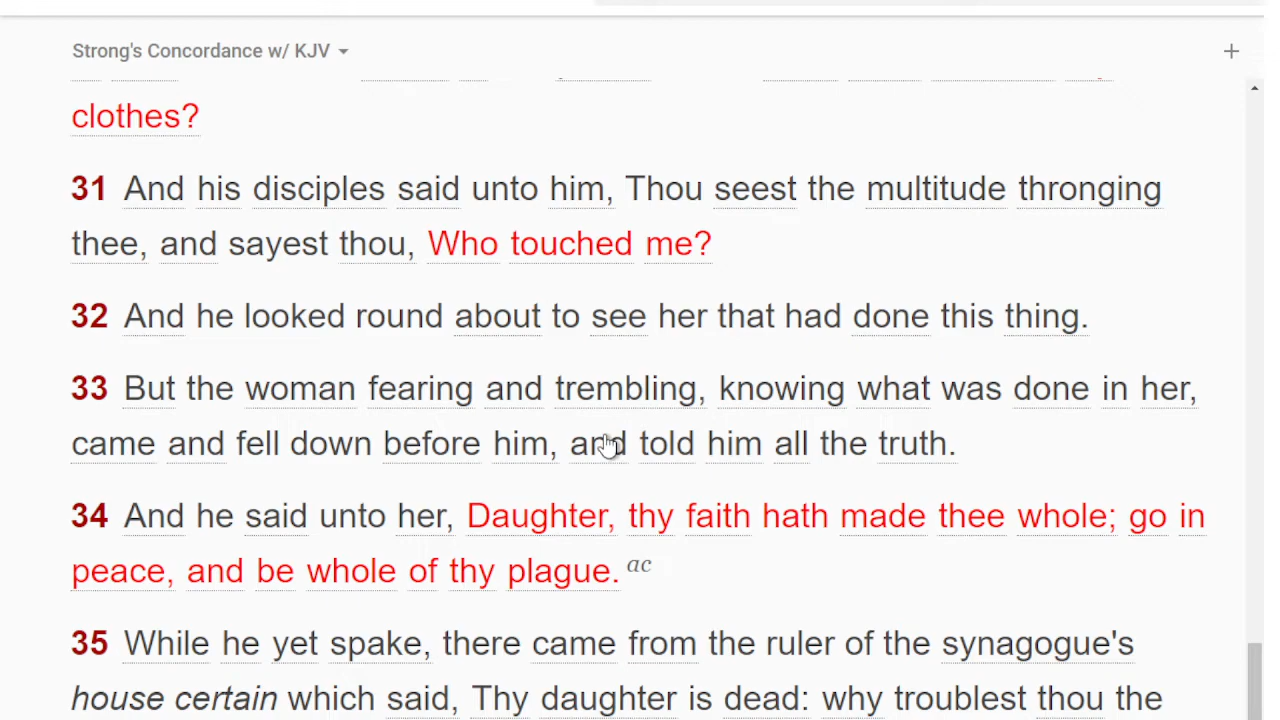 Strong's Concordance w/ KJV
clothes?
31 And his disciples said unto him, Thou seest the multitude thronging
thee, and sayest thou, Who touched me?
32 And he looked round about to see her that had done this thing.
33 But the woman fearing and trembling, knowing what was done in her,
came and fell down before him, and told him all the truth.
34 And he said unto her, Daughter, thy faith hath made thee whole; go in
peace, and be whole of thy plague. ac
35 While he yet spake, there came from the ruler of the synagogue's
house certain which said, Thy daughter is dead: why troublest thou the